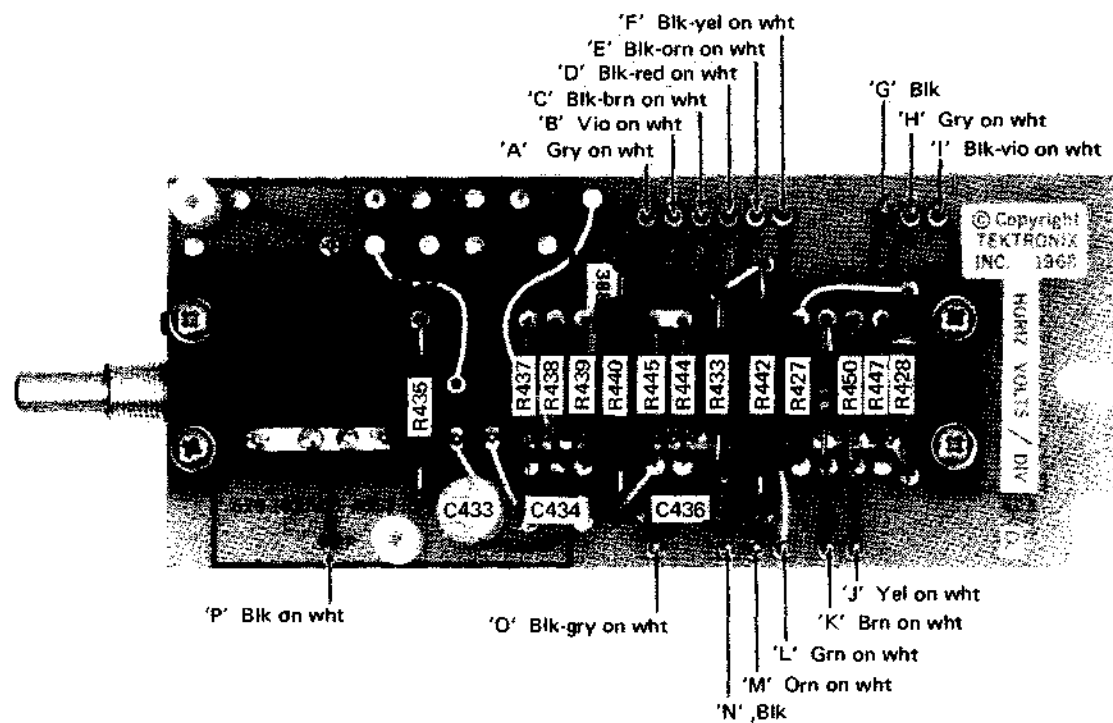 'F' Blk-yel on wht
'E' Blk-orn on wht
'D' Blk-red on wht
'C' Blk-brn on wht
'B' Vio on wht
'A' Gry on wht
'G' Blk
'H' Gry on wht
'I' Blk-vio on wht
© Copyright
TEKTRONIX
INC.
HORIZ VOLTS / DIV
R435
R437
R438
R439
R440
R445
R444
R433
R442
R427
R450
R447
R428
C433
C434
C436
'P' Blk on wht
'O' Blk-gry on wht
'J' Yel on wht
'K' Brn on wht
'L' Grn on wht
'M' Orn on wht
'N' ,Blk